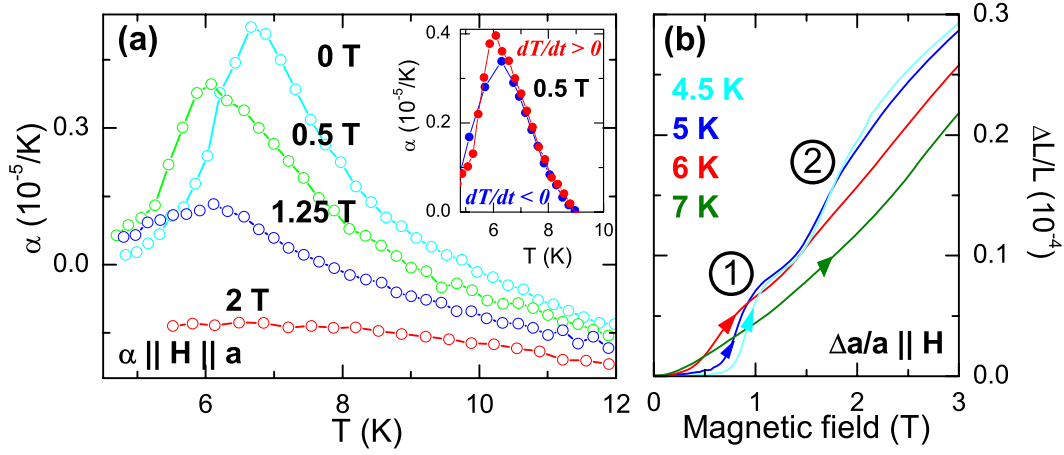 (a)
0 T
0.5 T
1.25 T
2 T
α || H || a
α (10⁻⁵/K)
0.3
0.0
6
8
10
12
T (K)
0.4
0.2
0.0
α (10⁻⁵/K)
dT/dt > 0
0.5 T
dT/dt < 0
6
8
10
T (K)
(b)
4.5 K
5 K
6 K
7 K
1
2
Δa/a || H
0.3
0.2
0.1
0.0
ΔL/L (10⁻⁴)
0
1
2
3
Magnetic field (T)